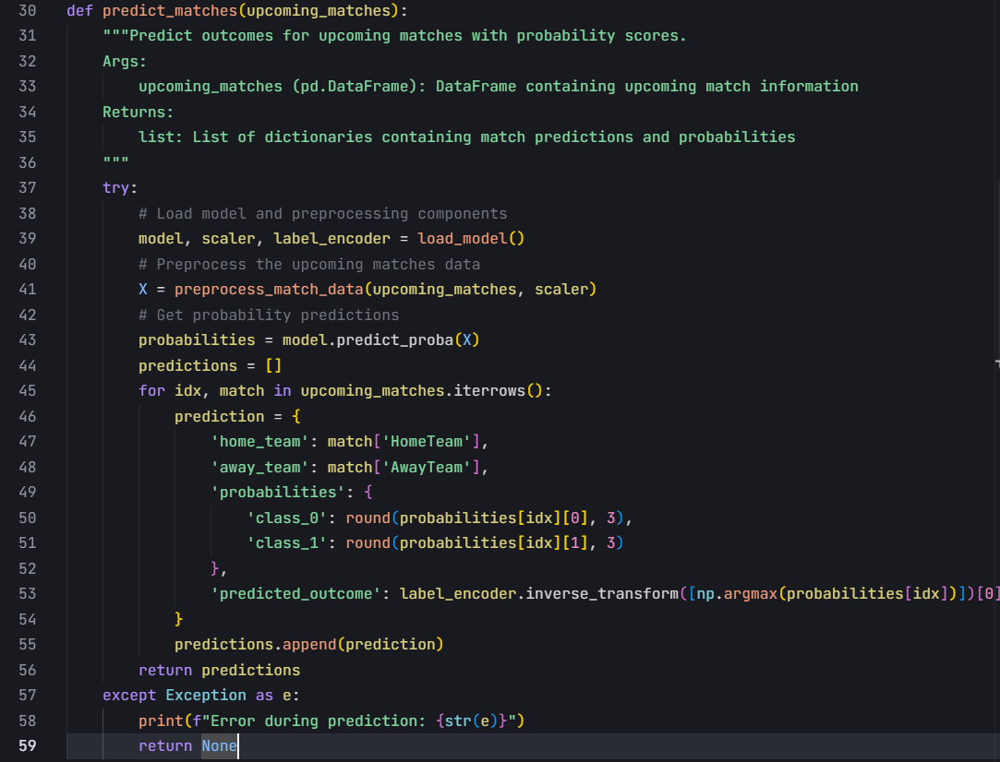 30 def predict_matches(upcoming_matches):
31     """Predict outcomes for upcoming matches with probability scores.
32     Args:
33         upcoming_matches (pd.DataFrame): DataFrame containing upcoming match information
34     Returns:
35         list: List of dictionaries containing match predictions and probabilities
36     """
37     try:
38         # Load model and preprocessing components
39         model, scaler, label_encoder = load_model()
40         # Preprocess the upcoming matches data
41         X = preprocess_match_data(upcoming_matches, scaler)
42         # Get probability predictions
43         probabilities = model.predict_proba(X)
44         predictions = []
45         for idx, match in upcoming_matches.iterrows():
46             prediction = {
47                 'home_team': match['HomeTeam'],
48                 'away_team': match['AwayTeam'],
49                 'probabilities': {
50                     'class_0': round(probabilities[idx][0], 3),
51                     'class_1': round(probabilities[idx][1], 3)
52                 },
53                 'predicted_outcome': label_encoder.inverse_transform([np.argmax(probabilities[idx])])[0]
54             }
55             predictions.append(prediction)
56         return predictions
57     except Exception as e:
58         print(f"Error during prediction: {str(e)}")
59         return None